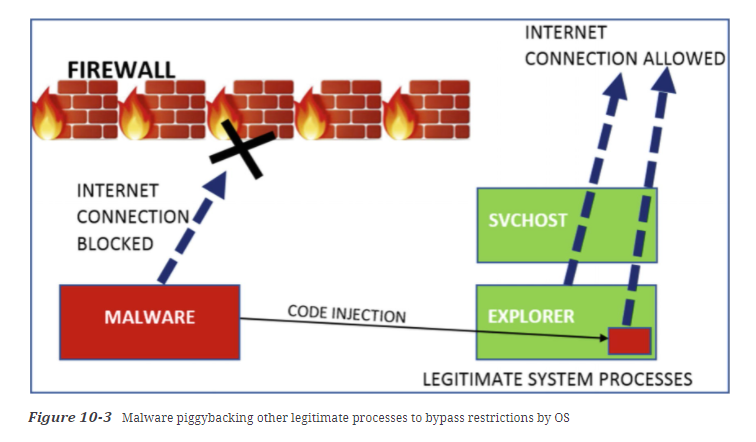 INTERNET
CONNECTION ALLOWED
FIREWALL
INTERNET
CONNECTION
BLOCKED
SVCHOST
MALWARE
CODE INJECTION
EXPLORER
LEGITIMATE SYSTEM PROCESSES
Figure 10-3 Malware piggybacking other legitimate processes to bypass restrictions by OS